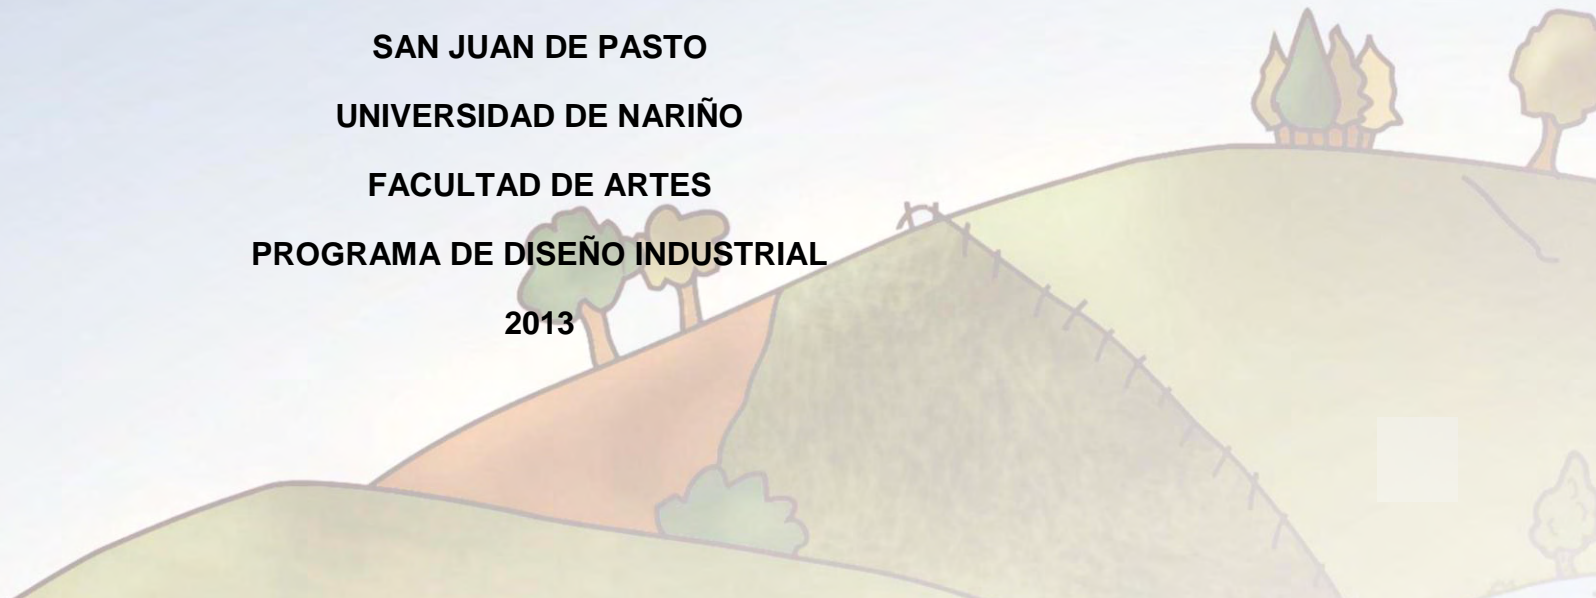 SAN JUAN DE PASTO
UNIVERSIDAD DE NARIÑO
FACULTAD DE ARTES
PROGRAMA DE DISEÑO INDUSTRIAL
2013